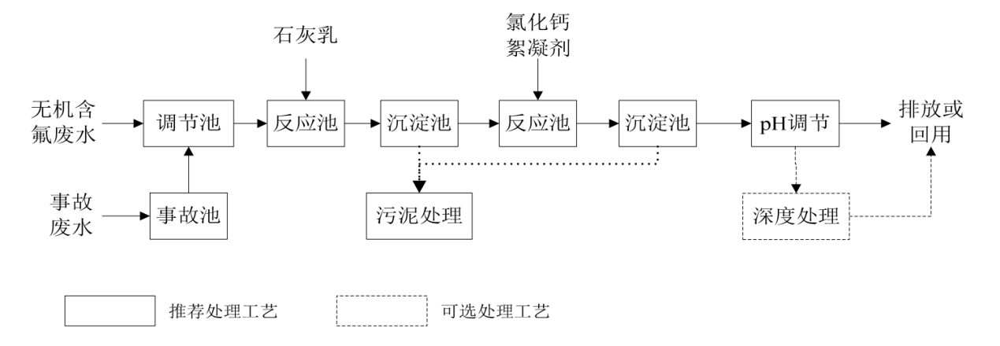 石灰乳
氯化钙
絮凝剂
无机含
氟废水
调节池
反应池
沉淀池
反应池
沉淀池
pH调节
排放或
回用
事故
废水
事故池
污泥处理
深度处理
推荐处理工艺
可选处理工艺